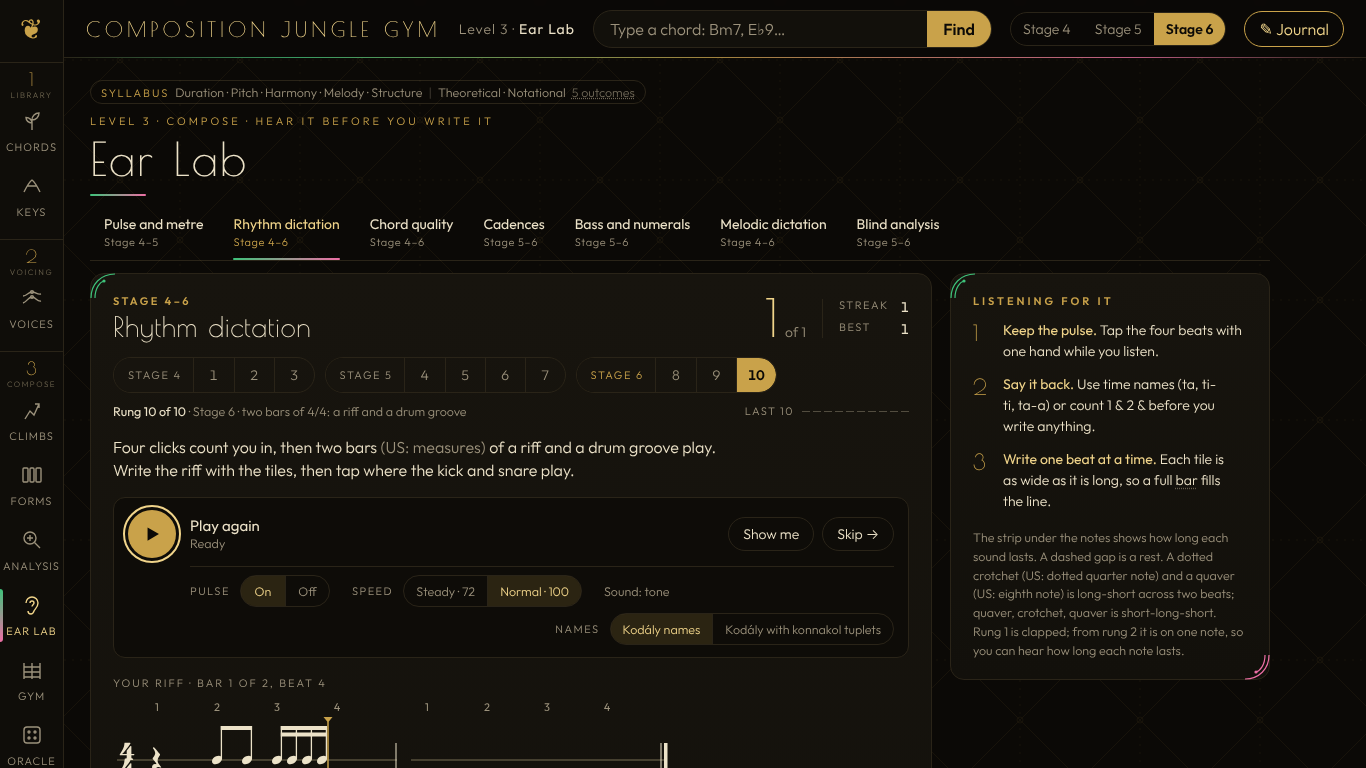 COMPOSITION JUNGLE GYM
Level 3 · Ear Lab
Type a chord: Bm7, E♭9…
Find
Stage 4 Stage 5 Stage 6
✎ Journal
1
LIBRARY
CHORDS
KEYS
2
VOICING
VOICES
3
COMPOSE
CLIMBS
FORMS
ANALYSIS
EAR LAB
GYM
ORACLE
SYLLABUS Duration · Pitch · Harmony · Melody · Structure | Theoretical · Notational 5 outcomes
LEVEL 3 · COMPOSE · HEAR IT BEFORE YOU WRITE IT
Ear Lab
Pulse and metre
Stage 4–5
Rhythm dictation
Stage 4–6
Chord quality
Stage 4–6
Cadences
Stage 5–6
Bass and numerals
Stage 5–6
Melodic dictation
Stage 4–6
Blind analysis
Stage 5–6
STAGE 4–6
Rhythm dictation
1 of 1
STREAK 1
BEST 1
STAGE 4 1 2 3
STAGE 5 4 5 6 7
STAGE 6 8 9 10
Rung 10 of 10 · Stage 6 · two bars of 4/4: a riff and a drum groove
LAST 10
Four clicks count you in, then two bars (US: measures) of a riff and a drum groove play.
Write the riff with the tiles, then tap where the kick and snare play.
Play again
Ready
Show me
Skip →
PULSE On Off
SPEED Steady · 72 Normal · 100
Sound: tone
NAMES Kodály names Kodály with konnakol tuplets
YOUR RIFF · BAR 1 OF 2, BEAT 4
1 2 3 4 1 2 3 4
4
LISTENING FOR IT
1
Keep the pulse. Tap the four beats with
one hand while you listen.
2
Say it back. Use time names (ta, ti-
ti, ta-a) or count 1 & 2 & before you
write anything.
3
Write one beat at a time. Each tile is
as wide as it is long, so a full bar fills
the line.
The strip under the notes shows how long each
sound lasts. A dashed gap is a rest. A dotted
crotchet (US: dotted quarter note) and a quaver
(US: eighth note) is long-short across two beats;
quaver, crotchet, quaver is short-long-short.
Rung 1 is clapped; from rung 2 it is on one note, so
you can hear how long each note lasts.